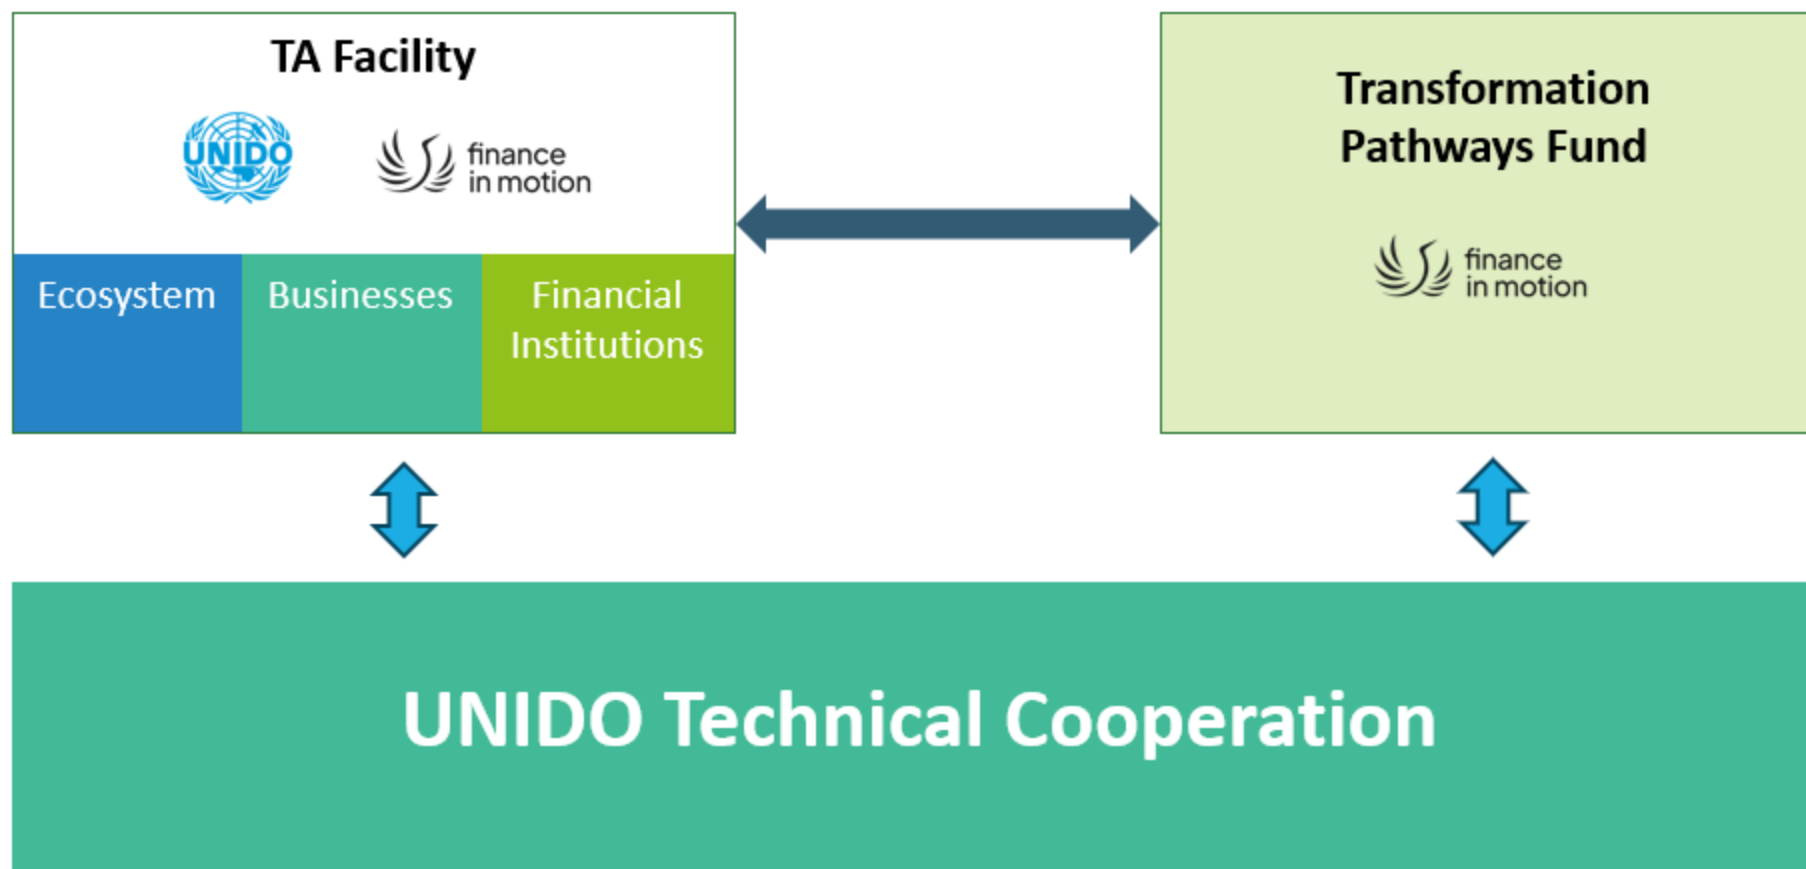 TA Facility
UNIDO
finance
in motion
Ecosystem
Businesses
Financial
Institutions
Transformation
Pathways Fund
finance
in motion
UNIDO Technical Cooperation